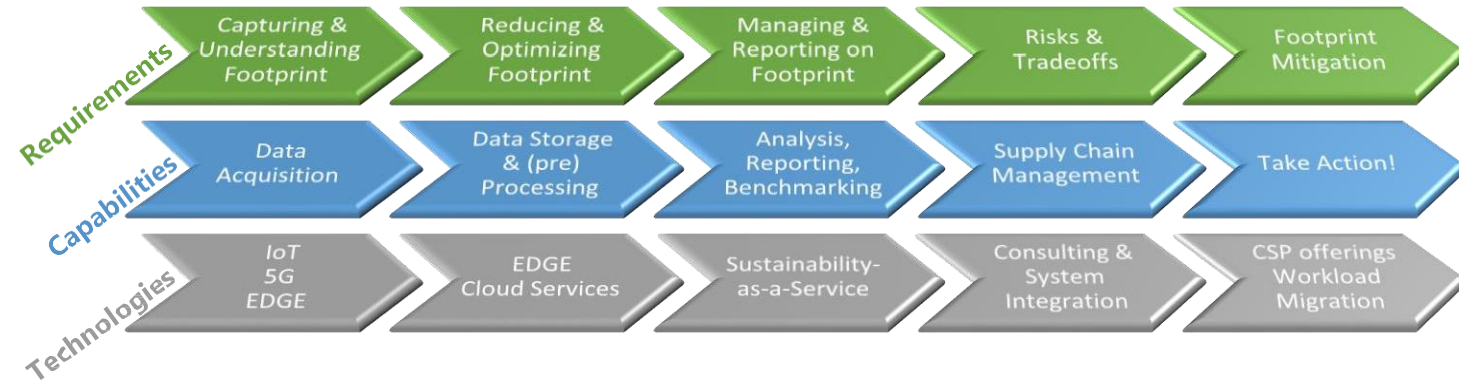 Requirements
Capturing &
Understanding
Footprint
Reducing &
Optimizing
Footprint
Managing &
Reporting on
Footprint
Risks &
Tradeoffs
Footprint
Mitigation
Capabilities
Data
Acquisition
Data Storage
& (pre)
Processing
Analysis,
Reporting,
Benchmarking
Supply Chain
Management
Take Action!
Technologies
IoT
5G
EDGE
EDGE
Cloud Services
Sustainability-
as-a-Service
Consulting &
System
Integration
CSP offerings
Workload
Migration